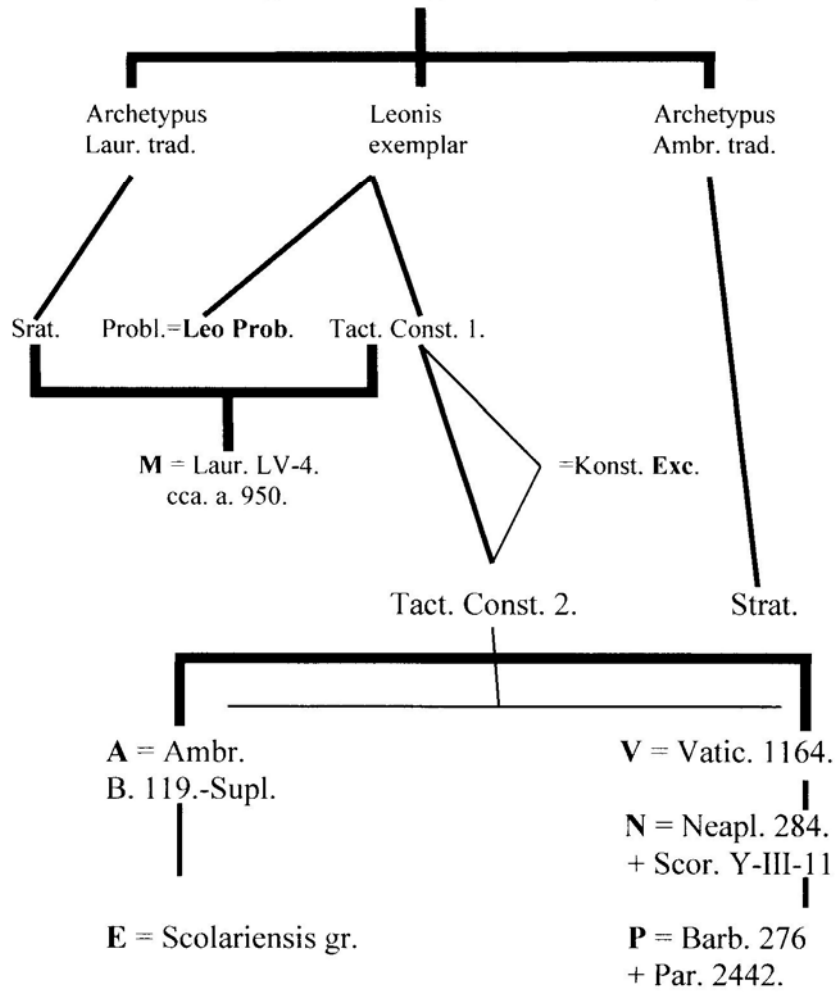 Archetypus
Laur. trad.
Leonis
exemplar
Archetypus
Ambr. trad.
Srat.
Probl.=Leo Prob.
Tact. Const. 1.
M = Laur. LV-4.
cca. a. 950.
=Konst. Exc.
Tact. Const. 2.
Strat.
A = Ambr.
B. 119.-Supl.
V = Vatic. 1164.
N = Neapl. 284.
+ Scor. Y-III-11
E = Scolariensis gr.
P = Barb. 276
+ Par. 2442.